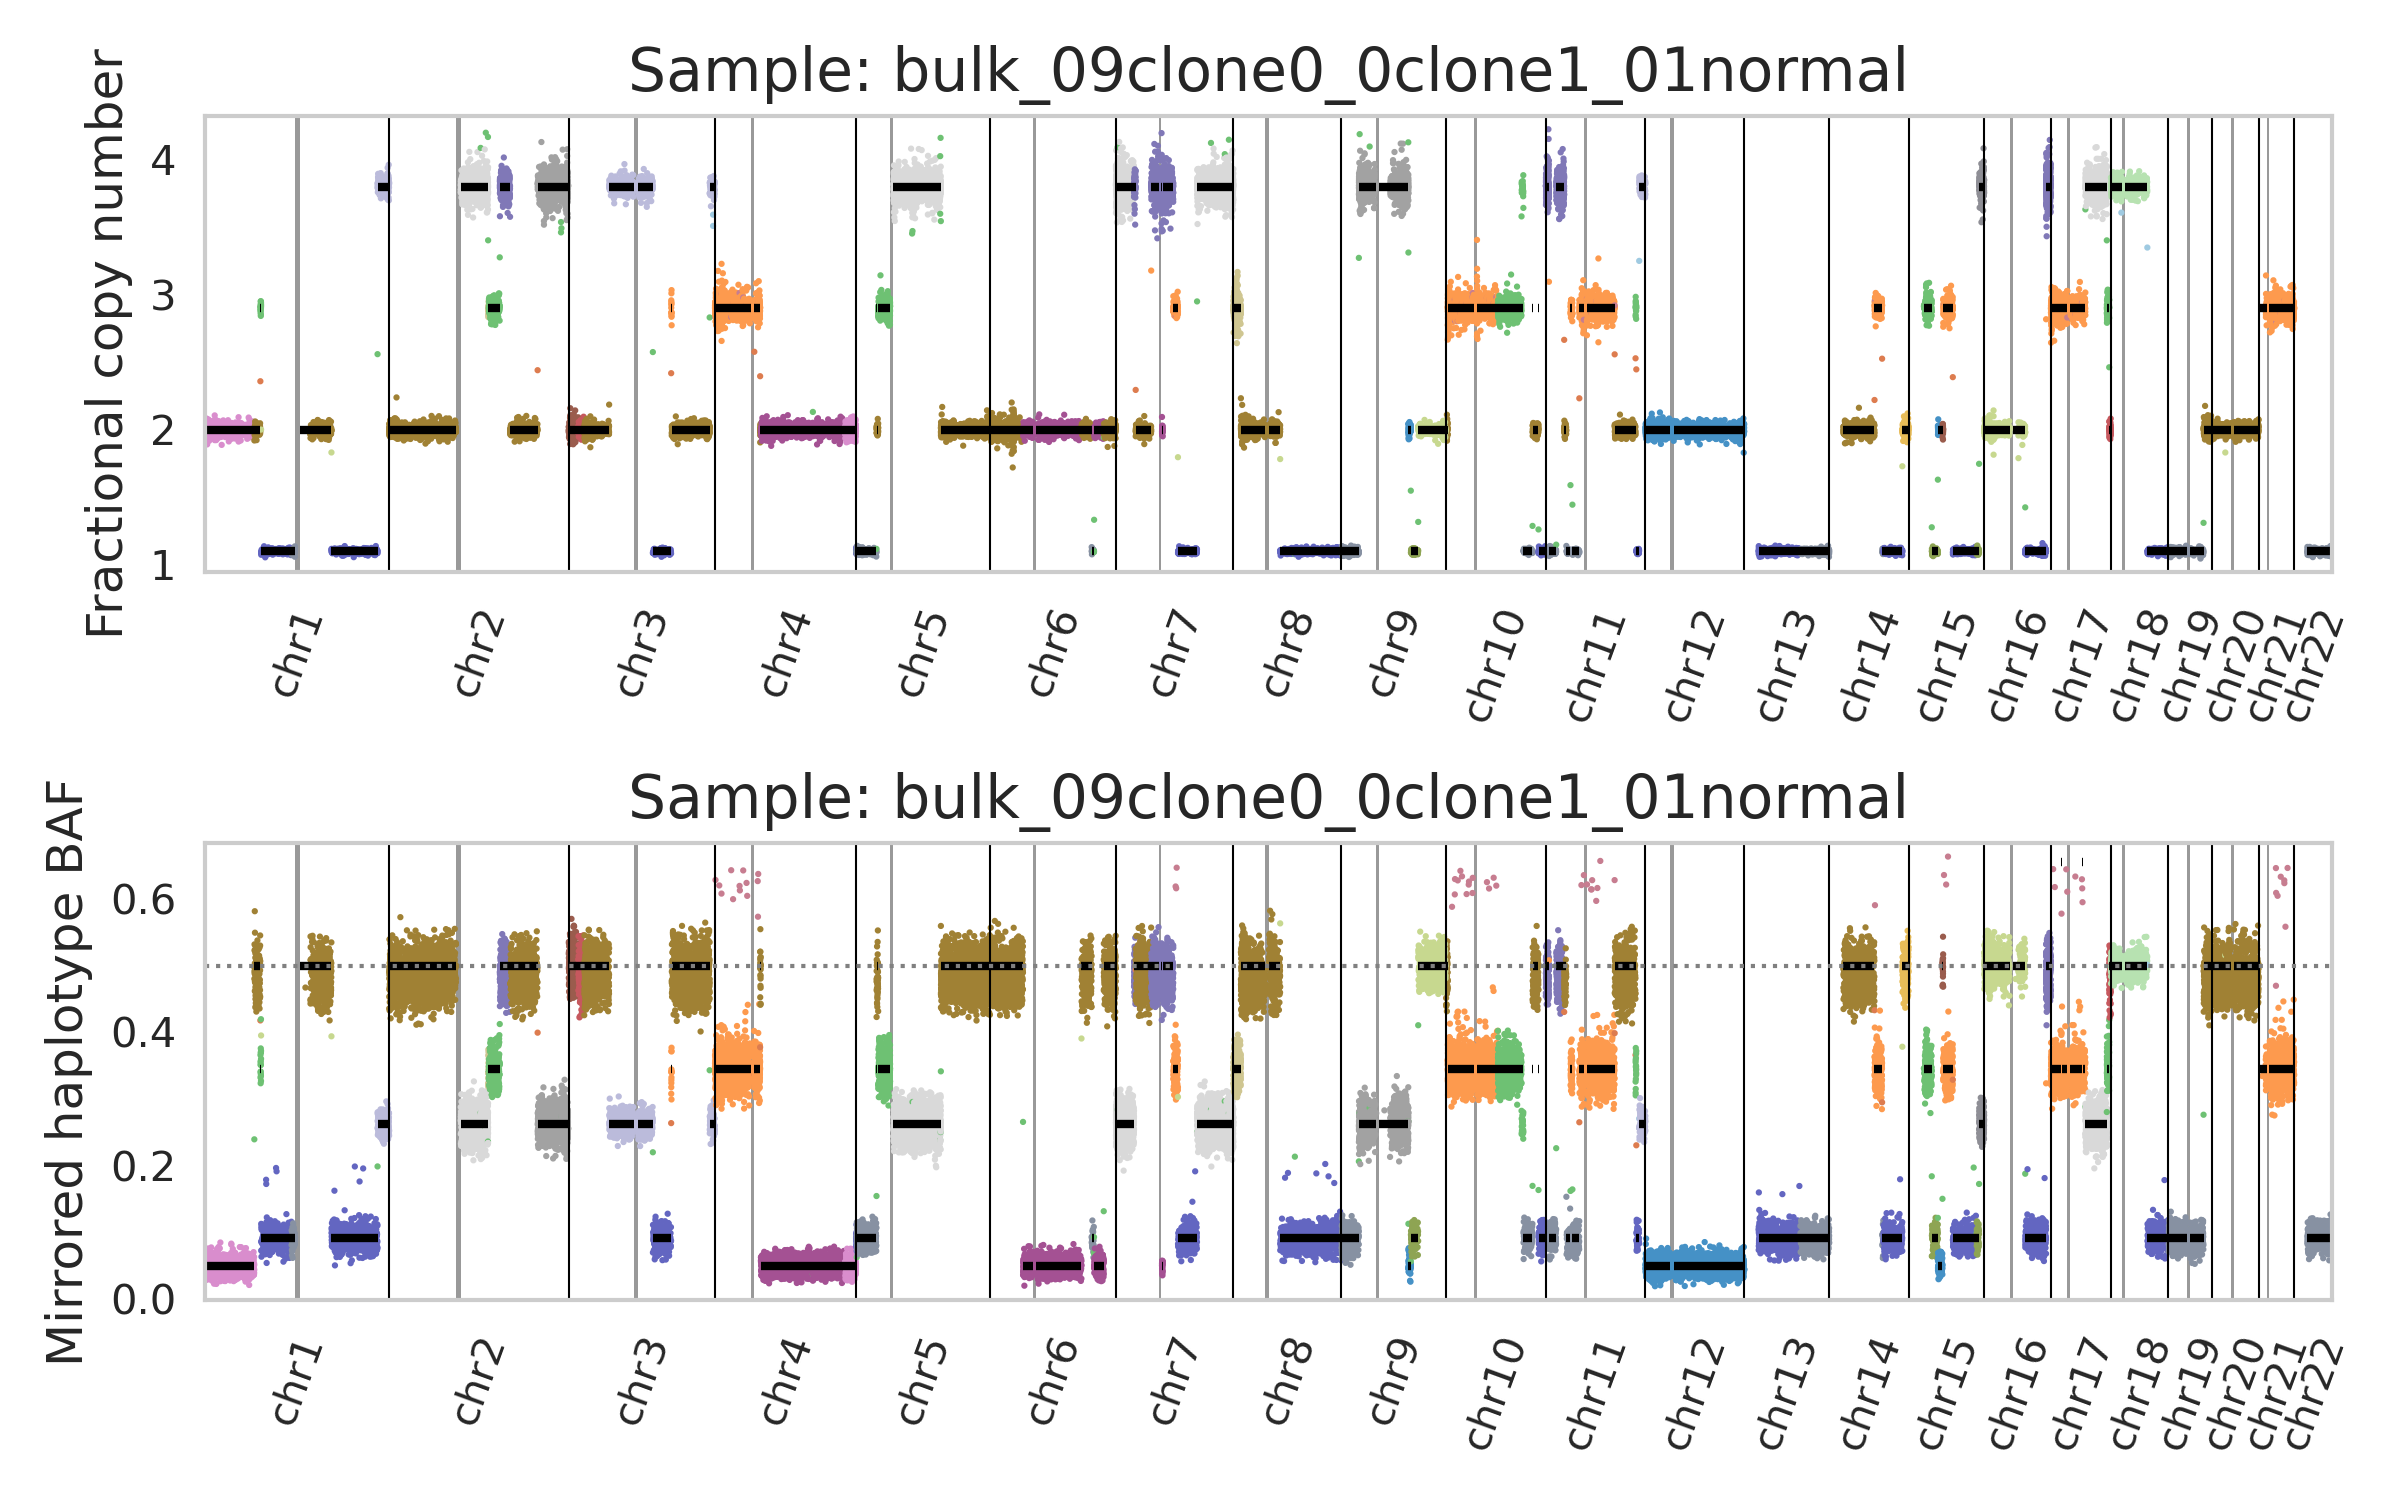 Sample: bulk_09clone0_0clone1_01normal
Fractional copy number
4
3
2
1
chr1 chr2 chr3 chr4 chr5 chr6 chr7 chr8 chr9 chr10 chr11 chr12 chr13 chr14 chr15 chr16 chr17 chr18 chr19 chr20 chr21 chr22
Sample: bulk_09clone0_0clone1_01normal
Mirrored haplotype BAF
0.6
0.4
0.2
0.0
chr1 chr2 chr3 chr4 chr5 chr6 chr7 chr8 chr9 chr10 chr11 chr12 chr13 chr14 chr15 chr16 chr17 chr18 chr19 chr20 chr21 chr22